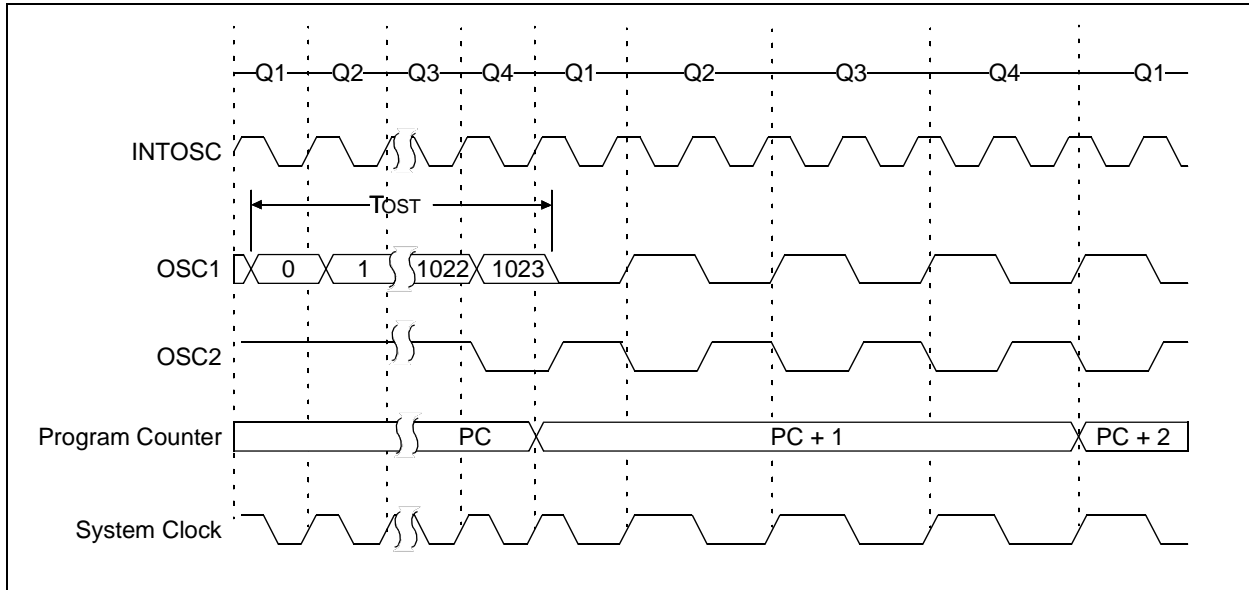 Q1 Q2 Q3 Q4 Q1 Q2 Q3 Q4 Q1
INTOSC
TOST
OSC1 0 1 1022 1023
OSC2
Program Counter PC PC + 1 PC + 2
System Clock